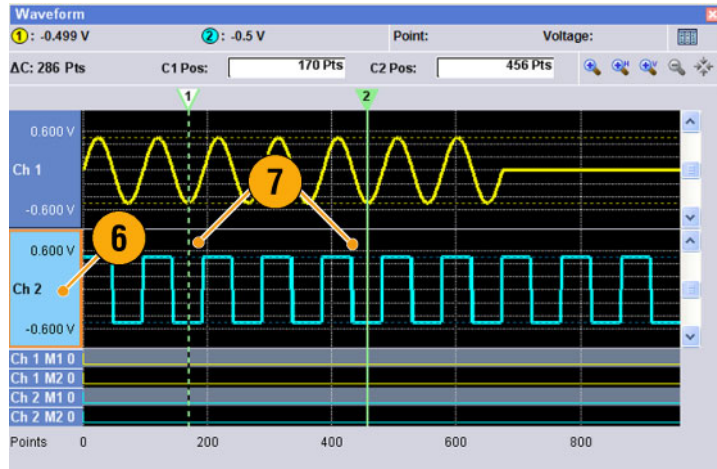 Waveform
1 : -0.499 V 2 : -0.5 V Point: Voltage:
ΔC: 286 Pts C1 Pos: 170 Pts C2 Pos: 456 Pts
1 2
0.600 V
Ch 1
-0.600 V
7
6
0.600 V
Ch 2
-0.600 V
Ch 1 M1 0
Ch 1 M2 0
Ch 2 M1 0
Ch 2 M2 0
Points 0 200 400 600 800